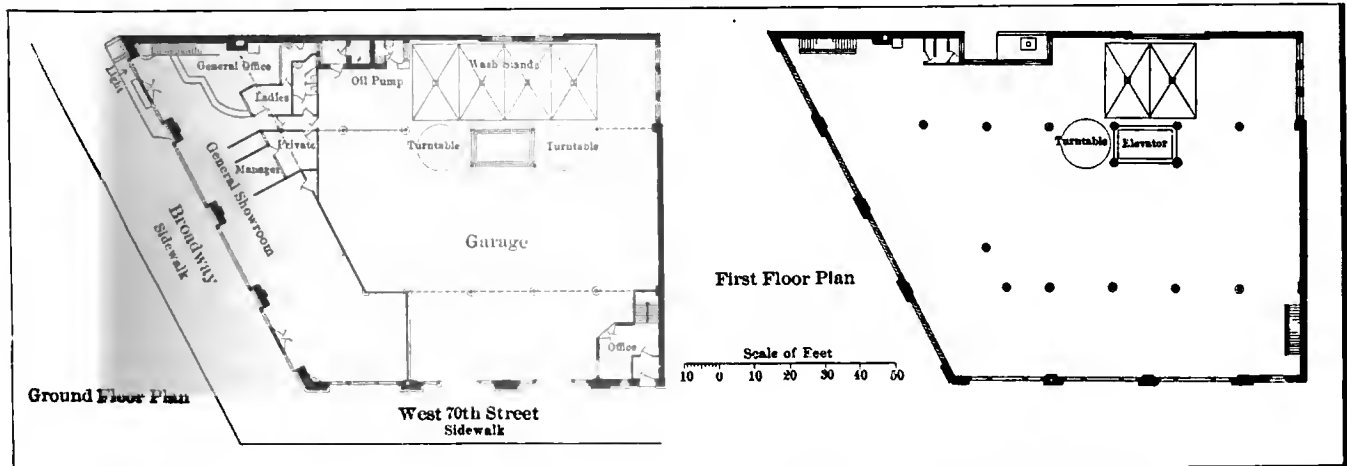 General Office
Light
Ladies
Oil Pump
Wash Stands
Turntable
Turntable
Private
Manager
General Showroom
Broadway
Sidewalk
Garage
Office
Ground Floor Plan
West 70th Street
Sidewalk
Turntable
Elevator
First Floor Plan
Scale of Feet
10 0 10 20 30 40 50